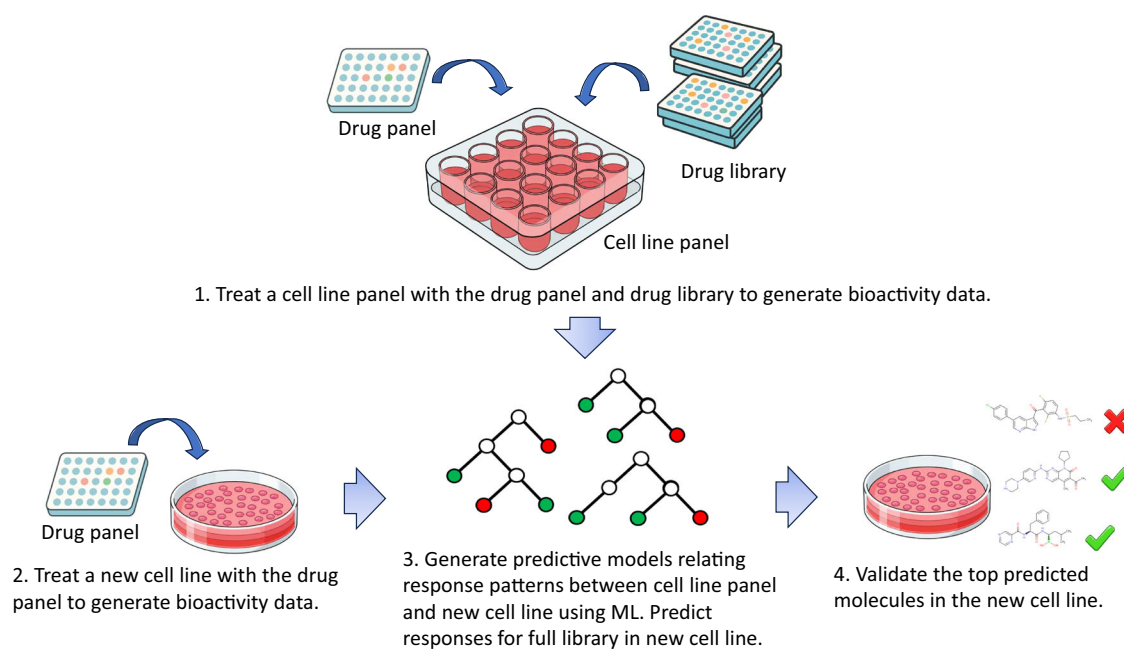 Drug panel
Drug library
Cell line panel
1. Treat a cell line panel with the drug panel and drug library to generate bioactivity data.
Drug panel
2. Treat a new cell line with the drug
panel to generate bioactivity data.
3. Generate predictive models relating
response patterns between cell line panel
and new cell line using ML. Predict
responses for full library in new cell line.
4. Validate the top predicted
molecules in the new cell line.